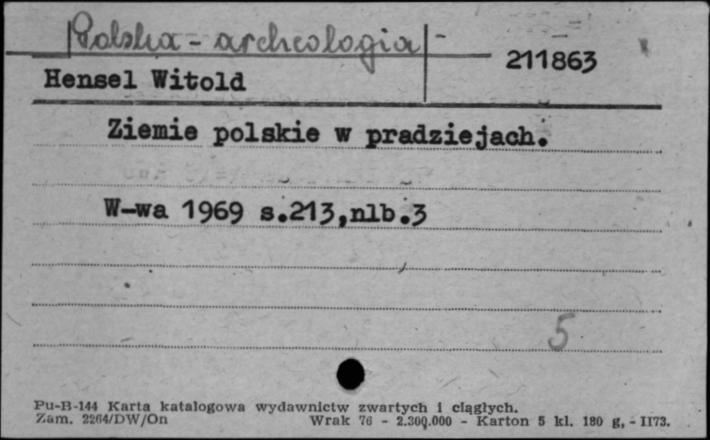 Polska - archeologia -
211863
Hensel Witold
Ziemie polskie w pradziejach.
W-wa 1969 s.213,nlb.3
5
Pu-B-144 Karta katalogowa wydawnictw zwartych i ciągłych.
Zam. 2264/DW/On Wrak 76 - 2.300.000 - Karton 5 kl. 180 g, - II73.